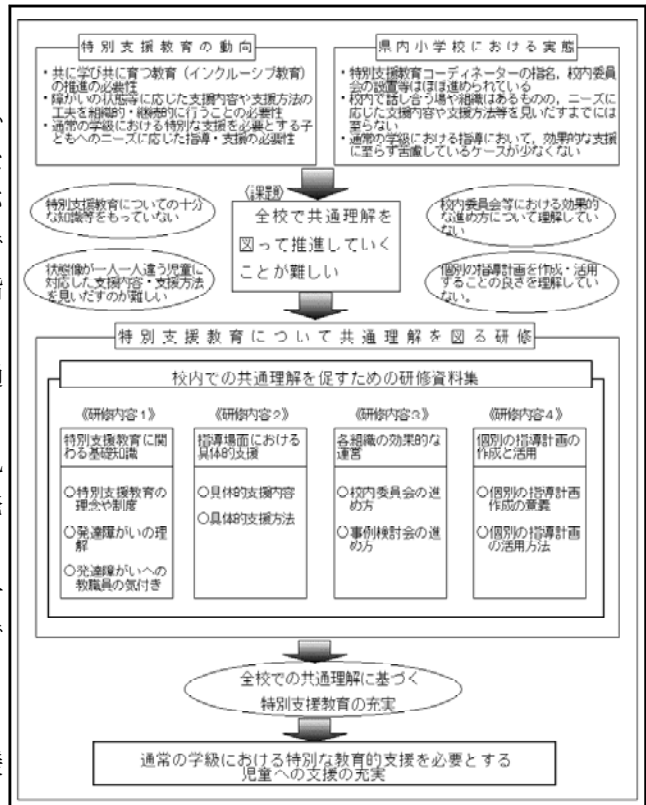 特別支援教育の動向
・共に学び共に育つ教育（インクルーシブ教育）
の推進の必要性
・障がいの状態等に応じた支援内容や支援方法の
工夫を組織的・継続的に行うことの必要性
・通常の学級における特別な支援を必要とする子
どもへのニーズに応じた指導・支援の必要性
県内小学校における実態
・特別支援教育コーディネーターの指名，校内委員
会の設置等はほぼ進められている
・校内で話し合う場や組織はあるものの，ニーズに
応じた支援内容や支援方法等を見いだすまでには
至らない
・通常の学級における指導において，効果的な支援
に至らず苦慮しているケースが少なくない
《課題》
全校で共通理解を
図って推進していく
ことが難しい
特別支援教育についての十分
な知識等をもっていない
状態像が一人一人違う児童に
対応した支援内容・支援方法
を見いだすのが難しい
校内委員会等における効果的
な進め方について理解してい
ない
個別の指導計画を作成・活用
することの良さを理解してい
ない。
特別支援教育について共通理解を図る研修
校内での共通理解を促すための研修資料集
《研修内容１》
特別支援教育に関
わる基礎知識
○特別支援教育の
理念や制度
○発達障がいの理
解
○発達障がいへの
教職員の気付き
《研修内容２》
指導場面における
具体的支援
○具体的支援内容
○具体的支援方法
《研修内容３》
各組織の効果的な
運営
○校内委員会の進
め方
○事例検討会の進
め方
《研修内容４》
個別の指導計画の
作成と活用
○個別の指導計画
作成の意義
○個別の指導計画
の活用方法
全校での共通理解に基づく
特別支援教育の充実
通常の学級における特別な教育的支援を必要とする
児童への支援の充実